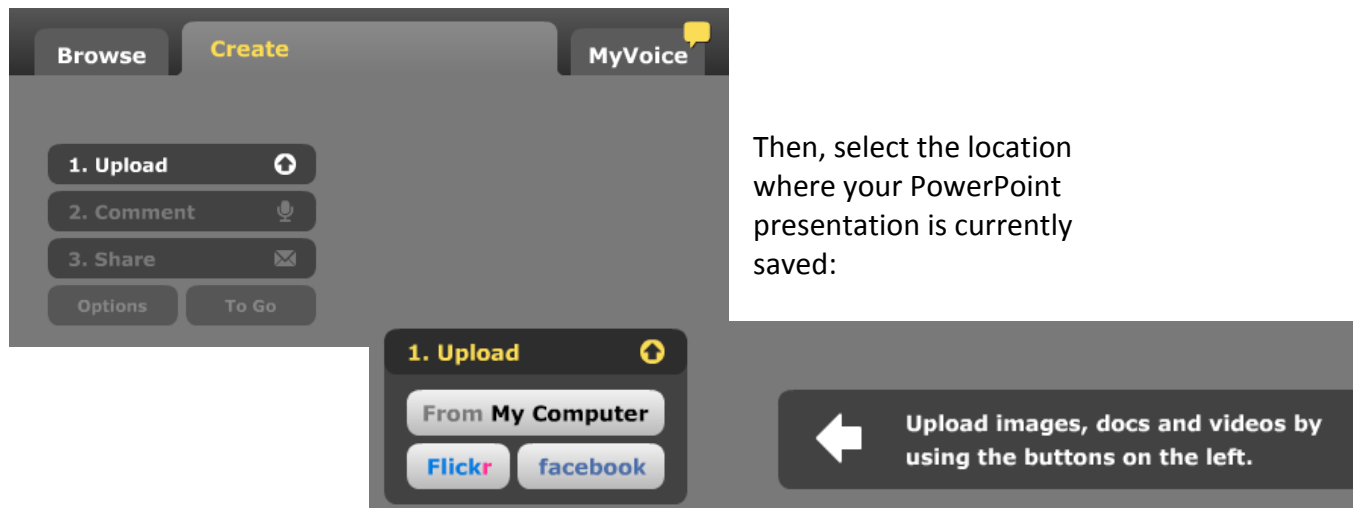 Browse
Create
MyVoice
1. Upload
2. Comment
3. Share
Options
To Go
Then, select the location
where your PowerPoint
presentation is currently
saved:
1. Upload
From My Computer
Flickr
facebook
Upload images, docs and videos by
using the buttons on the left.